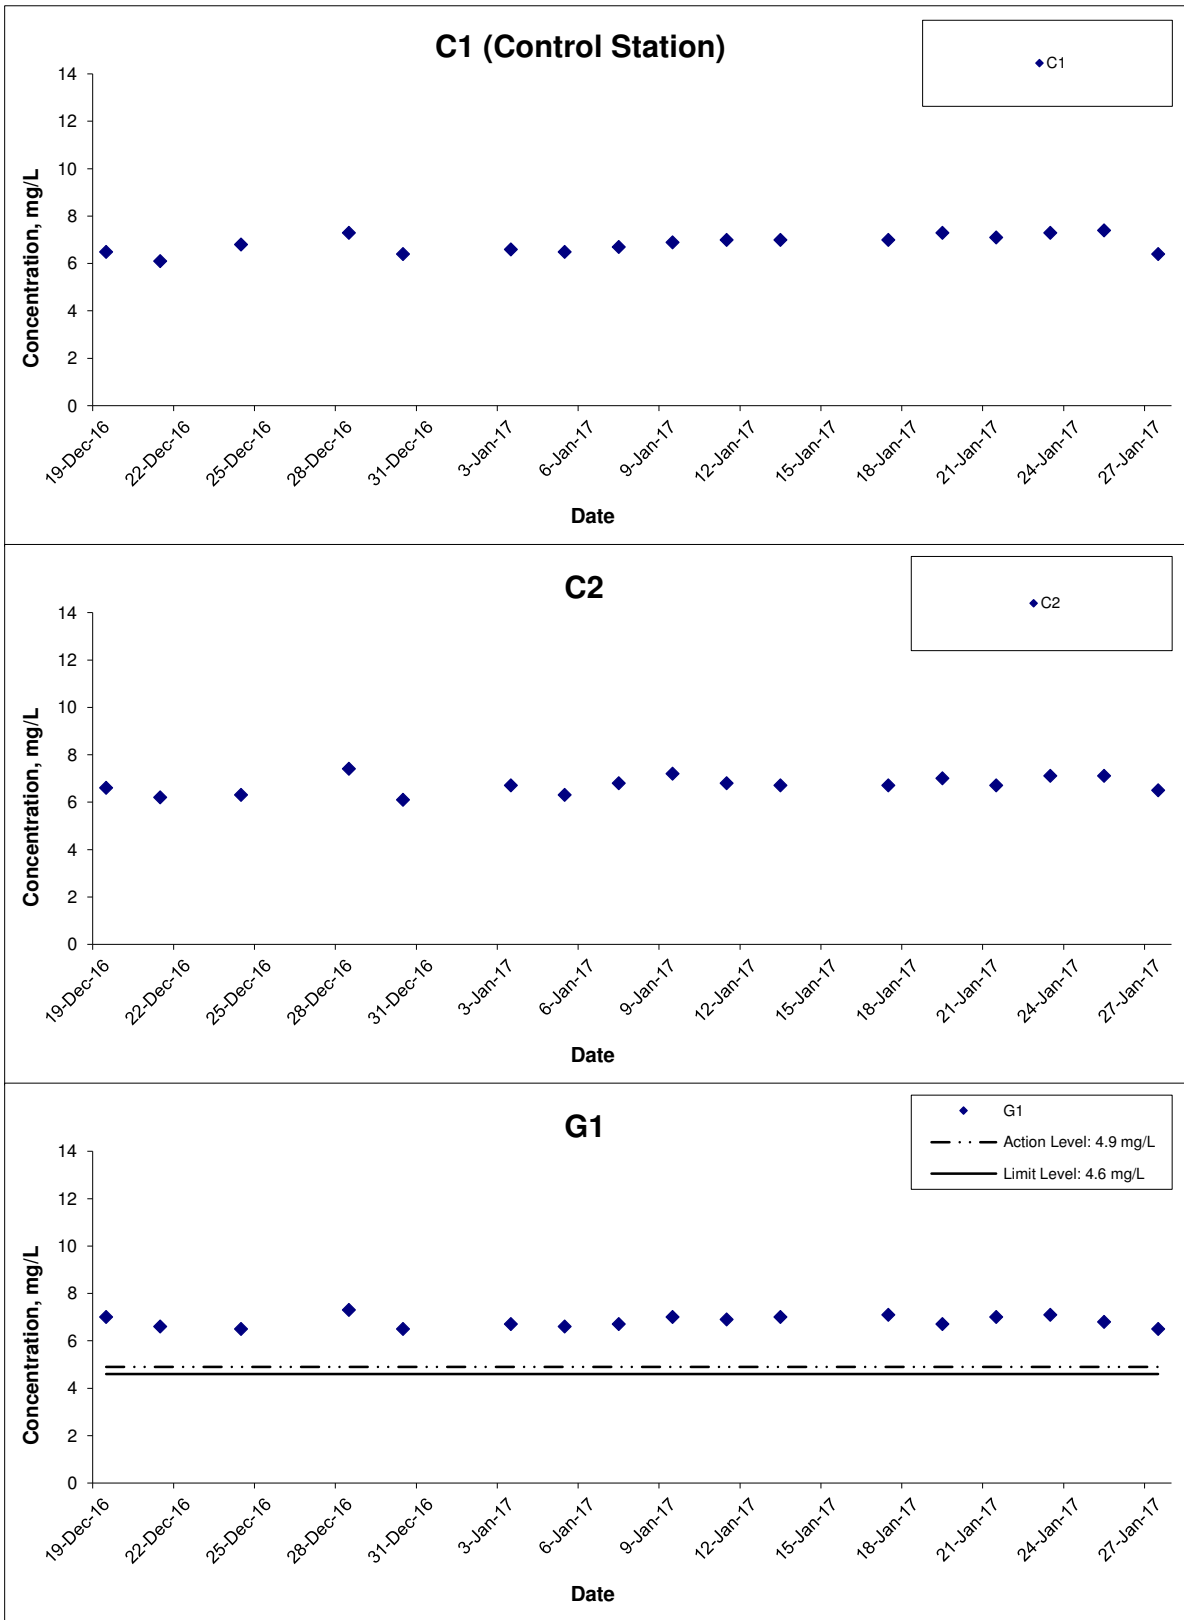 C1 (Control Station)
C1
14
12
10
8
6
4
2
0
Concentration, mg/L
19-Dec-16
22-Dec-16
25-Dec-16
28-Dec-16
31-Dec-16
3-Jan-17
6-Jan-17
9-Jan-17
12-Jan-17
15-Jan-17
18-Jan-17
21-Jan-17
24-Jan-17
27-Jan-17
Date
C2
C2
14
12
10
8
6
4
2
0
Concentration, mg/L
19-Dec-16
22-Dec-16
25-Dec-16
28-Dec-16
31-Dec-16
3-Jan-17
6-Jan-17
9-Jan-17
12-Jan-17
15-Jan-17
18-Jan-17
21-Jan-17
24-Jan-17
27-Jan-17
Date
G1
G1
Action Level: 4.9 mg/L
Limit Level: 4.6 mg/L
14
12
10
8
6
4
2
0
Concentration, mg/L
19-Dec-16
22-Dec-16
25-Dec-16
28-Dec-16
31-Dec-16
3-Jan-17
6-Jan-17
9-Jan-17
12-Jan-17
15-Jan-17
18-Jan-17
21-Jan-17
24-Jan-17
27-Jan-17
Date